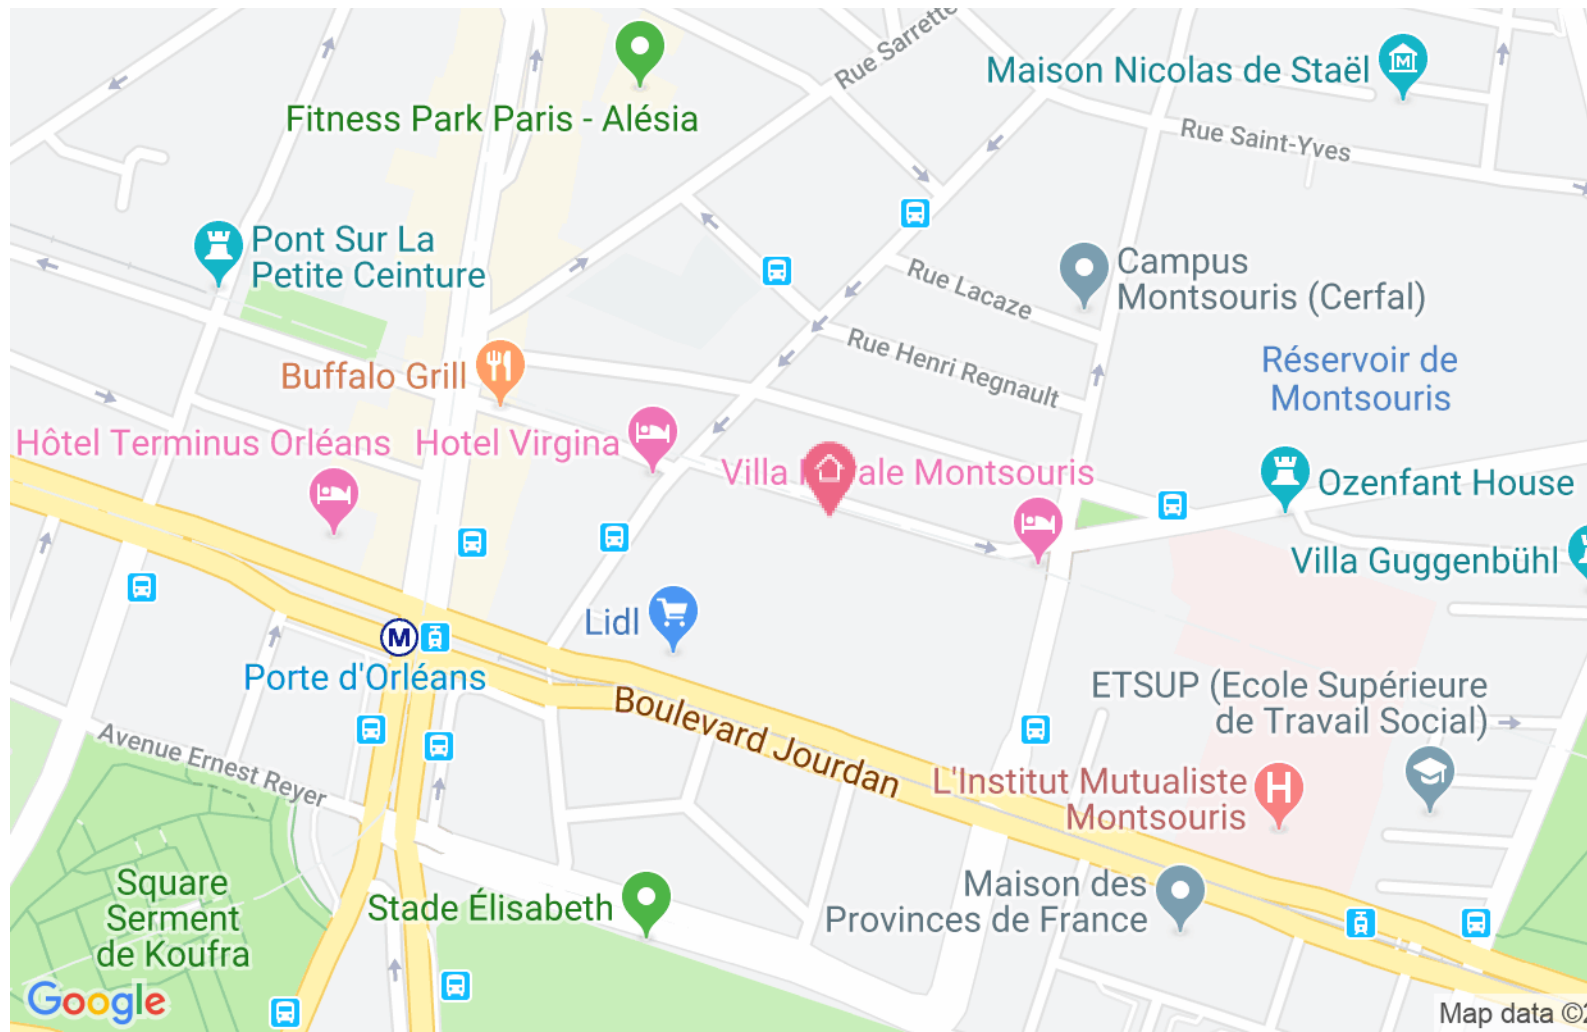 Rue Sarrette
Fitness Park Paris - Alésia
Maison Nicolas de Staël
M
Rue Saint-Yves
Pont Sur La
Petite Ceinture
Rue Lacaze
Campus
Montsouris (Cerfal)
Rue Henri Regnault
Réservoir de
Montsouris
Buffalo Grill
Hôtel Terminus Orléans
Hotel Virgina
Villa
ale Montsouris
Ozenfant House
Villa Guggenbühl
Lidl
M
Porte d'Orléans
Boulevard Jourdan
ETSUP (Ecole Supérieure
de Travail Social)
Avenue Ernest Reyer
L'Institut Mutualiste
Montsouris
H
Square
Serment
de Koufra
Stade Élisabeth
Maison des
Provinces de France
Google
Map data ©2